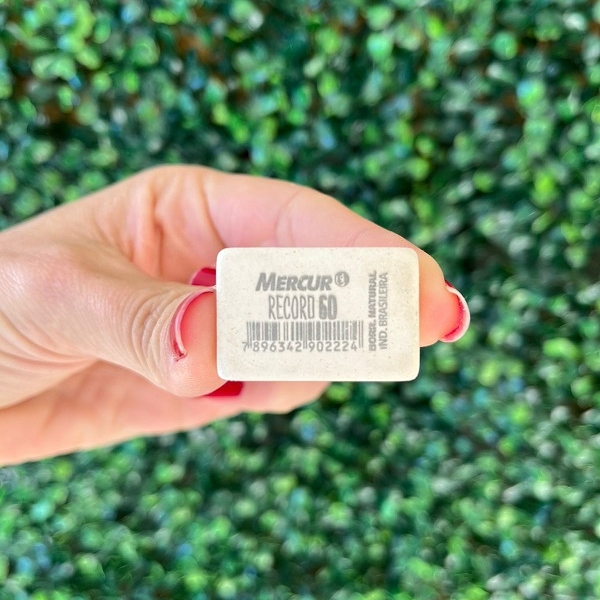 MERCUR
RECORD 60
7 896342 902224
BORR. NATURAL
IND. BRASILEIRA